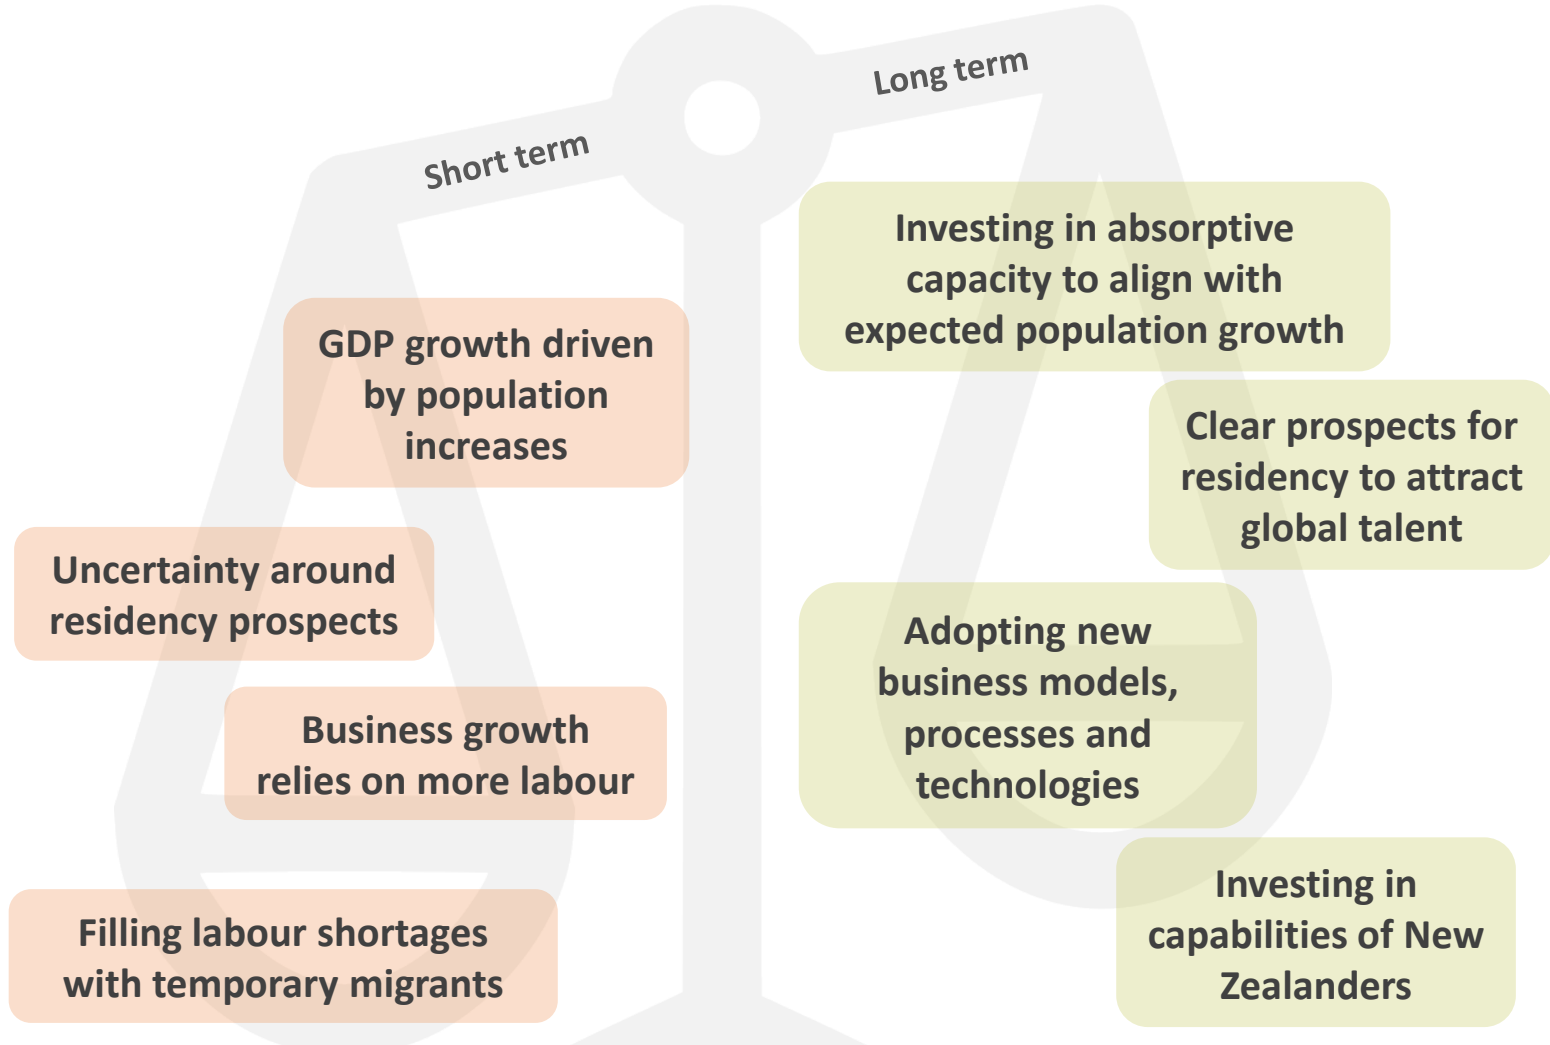 Short term
Long term
GDP growth driven
by population
increases
Uncertainty around
residency prospects
Business growth
relies on more labour
Filling labour shortages
with temporary migrants
Investing in absorptive
capacity to align with
expected population growth
Clear prospects for
residency to attract
global talent
Adopting new
business models,
processes and
technologies
Investing in
capabilities of New
Zealanders